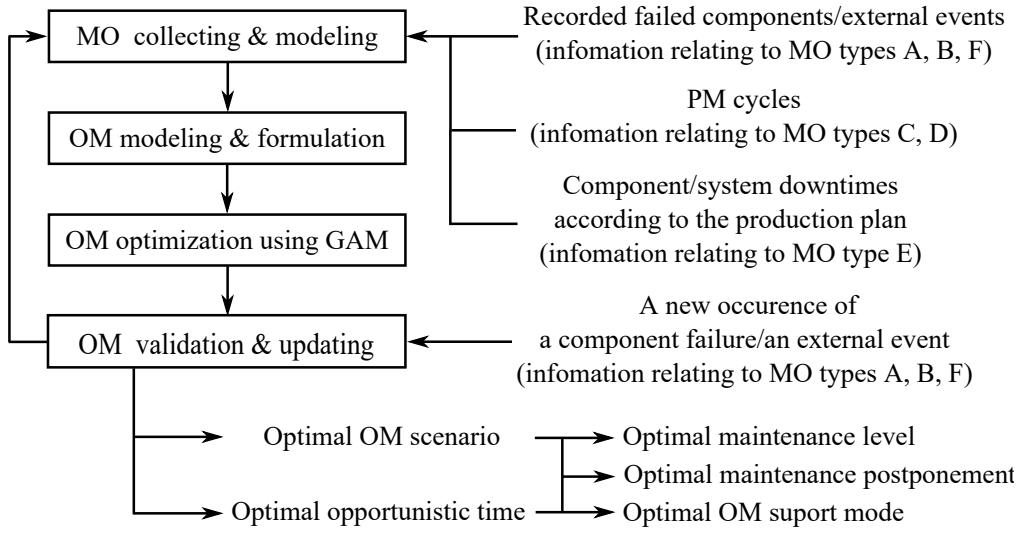 MO collecting & modeling
OM modeling & formulation
OM optimization using GAM
OM validation & updating
Recorded failed components/external events
(infomation relating to MO types A, B, F)
PM cycles
(infomation relating to MO types C, D)
Component/system downtimes
according to the production plan
(infomation relating to MO type E)
A new occurence of
a component failure/an external event
(infomation relating to MO types A, B, F)
Optimal OM scenario
Optimal opportunistic time
Optimal maintenance level
Optimal maintenance postponement
Optimal OM suport mode